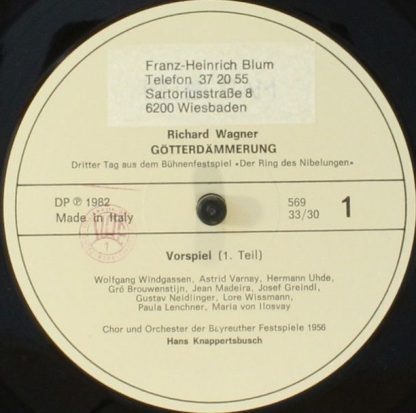 Franz-Heinrich Blum
Telefon 37 20 55
Sartoriusstraße 8
6200 Wiesbaden
Richard Wagner
GÖTTERDÄMMERUNG
Dritter Tag aus dem Bühnenfestspiel »Der Ring des Nibelungen«
DP ℗ 1982
Made in Italy
569
33/30
1
1
Vorspiel (1. Teil)
Wolfgang Windgassen, Astrid Varnay, Hermann Uhde,
Gré Brouwenstijn, Jean Madeira, Josef Greindl,
Gustav Neidlinger, Lore Wissmann,
Paula Lenchner, Maria von Ilosvay
Chor und Orchester der BLyreuther Festspiele 1956
Hans Knappertsbusch